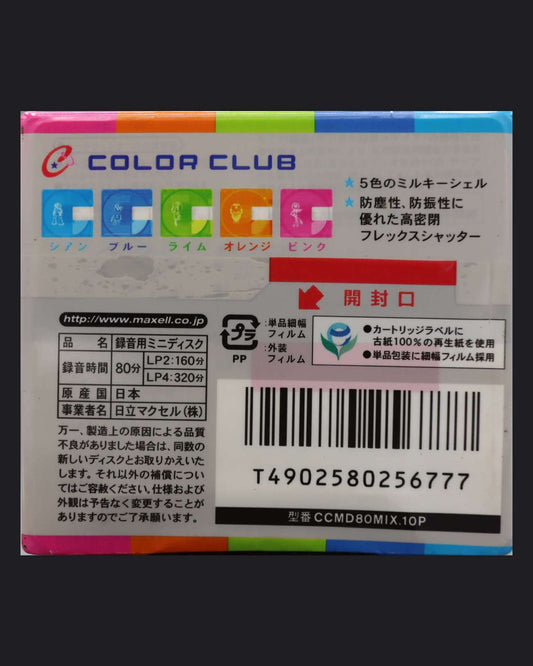 COLOR CLUB
シアン ブルー ライム オレンジ ピンク
★ 5色のミルキーシェル
★ 防塵性、防振性に
優れた高密閉
フレックスシャッター
開封口
http://www.maxell.co.jp
品名 録音用ミニディスク
録音時間 80分 LP2:160分
LP4:320分
原産国 日本
事業者名 日立マクセル(株)
プラ
PP
:単品細幅
フィルム
:外装
フィルム
●カートリッジラベルに
古紙100%の再生紙を使用
●単品包装に細幅フィルム採用
万一、製造上の原因による品質
不良がありました場合は、同数の
新しいディスクとお取りかえいた
します。それ以外の補償につい
てはご容赦ください。仕様および
外観は予告なく変更することが
ありますのでご了承願います。
T4902580256777
型番 CCMD80MIX.10P